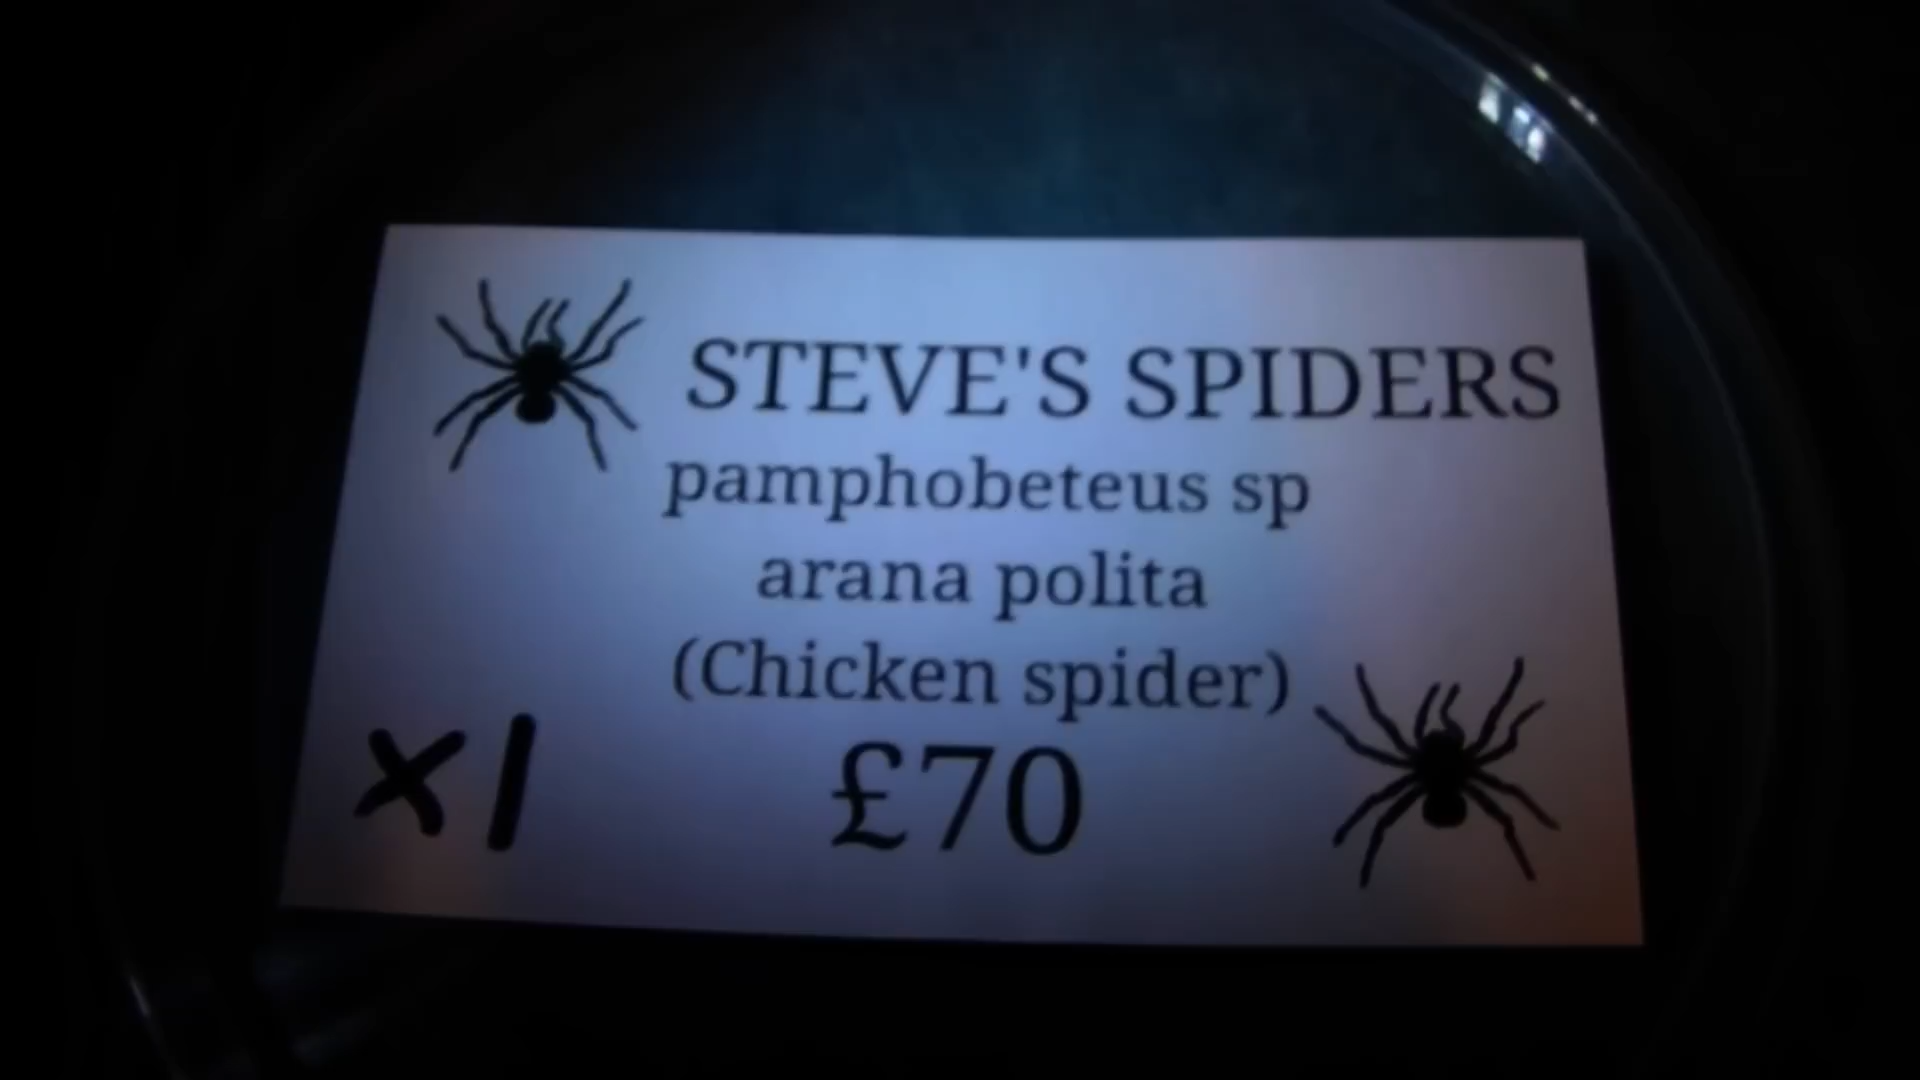 STEVE'S SPIDERS
pamphobeteus sp
arana polita
(Chicken spider)
x1 £70